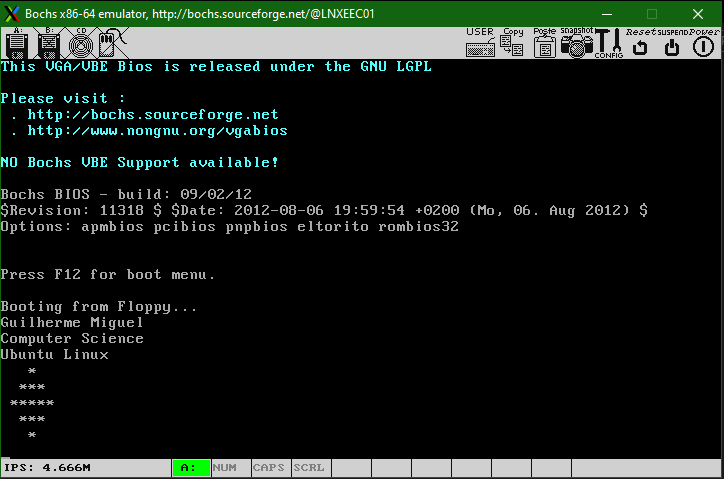 Bochs x86-64 emulator, http://bochs.sourceforge.net/@LNXEEC01
A: B: CD USER Copy Paste snapshot CONFIG Reset SUSPEND Power
This VGA/VBE Bios is released under the GNU LGPL
Please visit :
. http://bochs.sourceforge.net
. http://www.nongnu.org/vgabios
NO Bochs VBE Support available!
Bochs BIOS - build: 09/02/12
$Revision: 11318 $ $Date: 2012-08-06 19:59:54 +0200 (Mo, 06. Aug 2012) $
Options: apmbios pcibios pnpbios eltorito rombios32
Press F12 for boot menu.
Booting from Floppy...
Guilherme Miguel
Computer Science
Ubuntu Linux
*
***
*****
***
*
IPS: 4.666M A: NUM CAPS SCRL